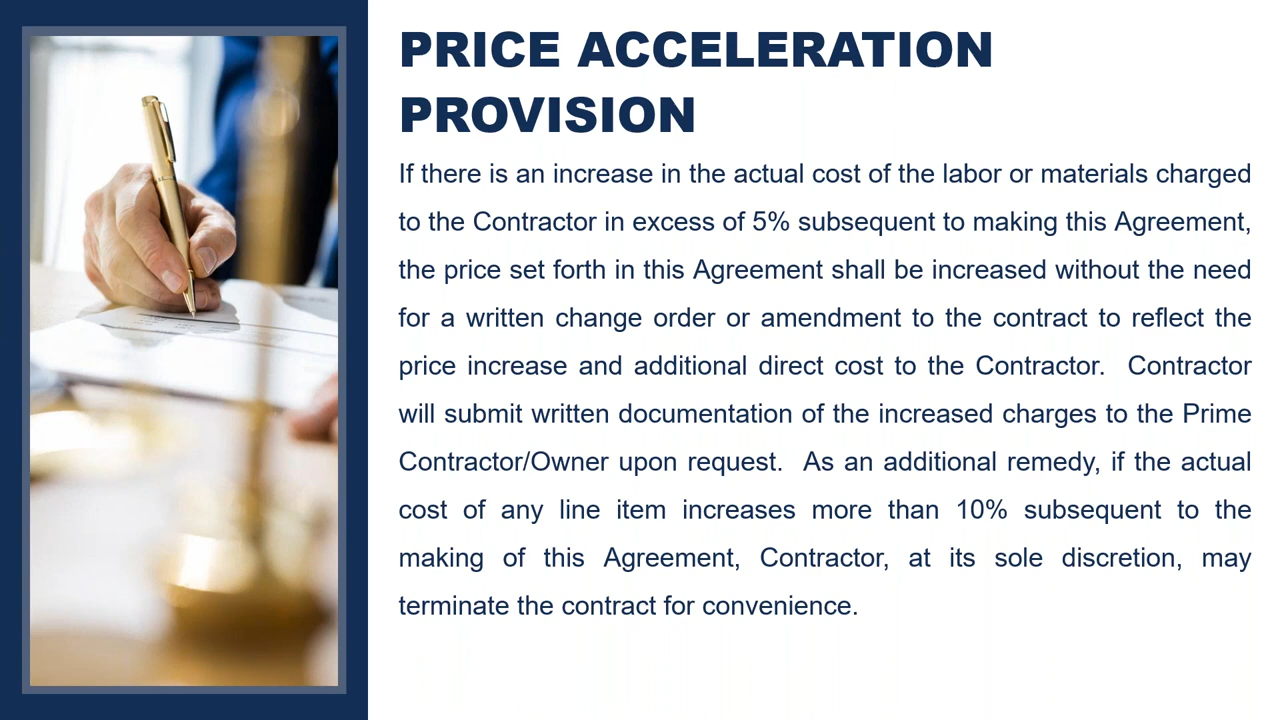 PRICE ACCELERATION
PROVISION
If there is an increase in the actual cost of the labor or materials charged
to the Contractor in excess of 5% subsequent to making this Agreement,
the price set forth in this Agreement shall be increased without the need
for a written change order or amendment to the contract to reflect the
price increase and additional direct cost to the Contractor.  Contractor
will submit written documentation of the increased charges to the Prime
Contractor/Owner upon request.  As an additional remedy, if the actual
cost of any line item increases more than 10% subsequent to the
making of this Agreement, Contractor, at its sole discretion, may
terminate the contract for convenience.